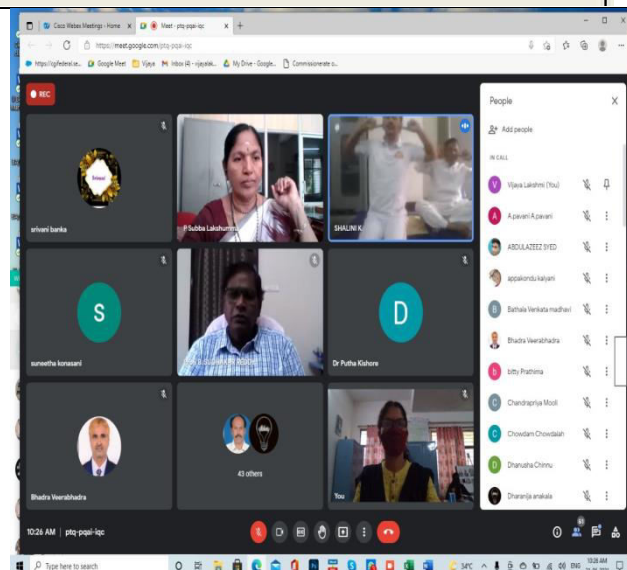 Cisco Webex Meetings - Home
Meet - ptq-pqai-iqc
https://meet.google.com/ptq-pqai-iqc
Google Meet
Vijaya
My Drive - Google...
Commissionerate o...
REC
People
Add people
IN CALL
srivani banka
P Subba Lakshumma
SHALINI K
Vijaya Lakshmi (You)
A.pavani A.pavani
ABDULAZEEZ SYED
appakondu kalyani
S
D
suneetha konasani
Dr Putha Kishore
Bathala Venkata madhavi
Bhadra Veerabhadra
bitty Prathima
Chandrapriya Mooli
Chowdam Chowdaiah
Dhanusha Chinnu
Dharanija anakala
Bhadra Veerabhadra
43 others
You
10:26 AM | ptq-pqai-iqc
Type here to search
34°C
ENG
10:26 AM